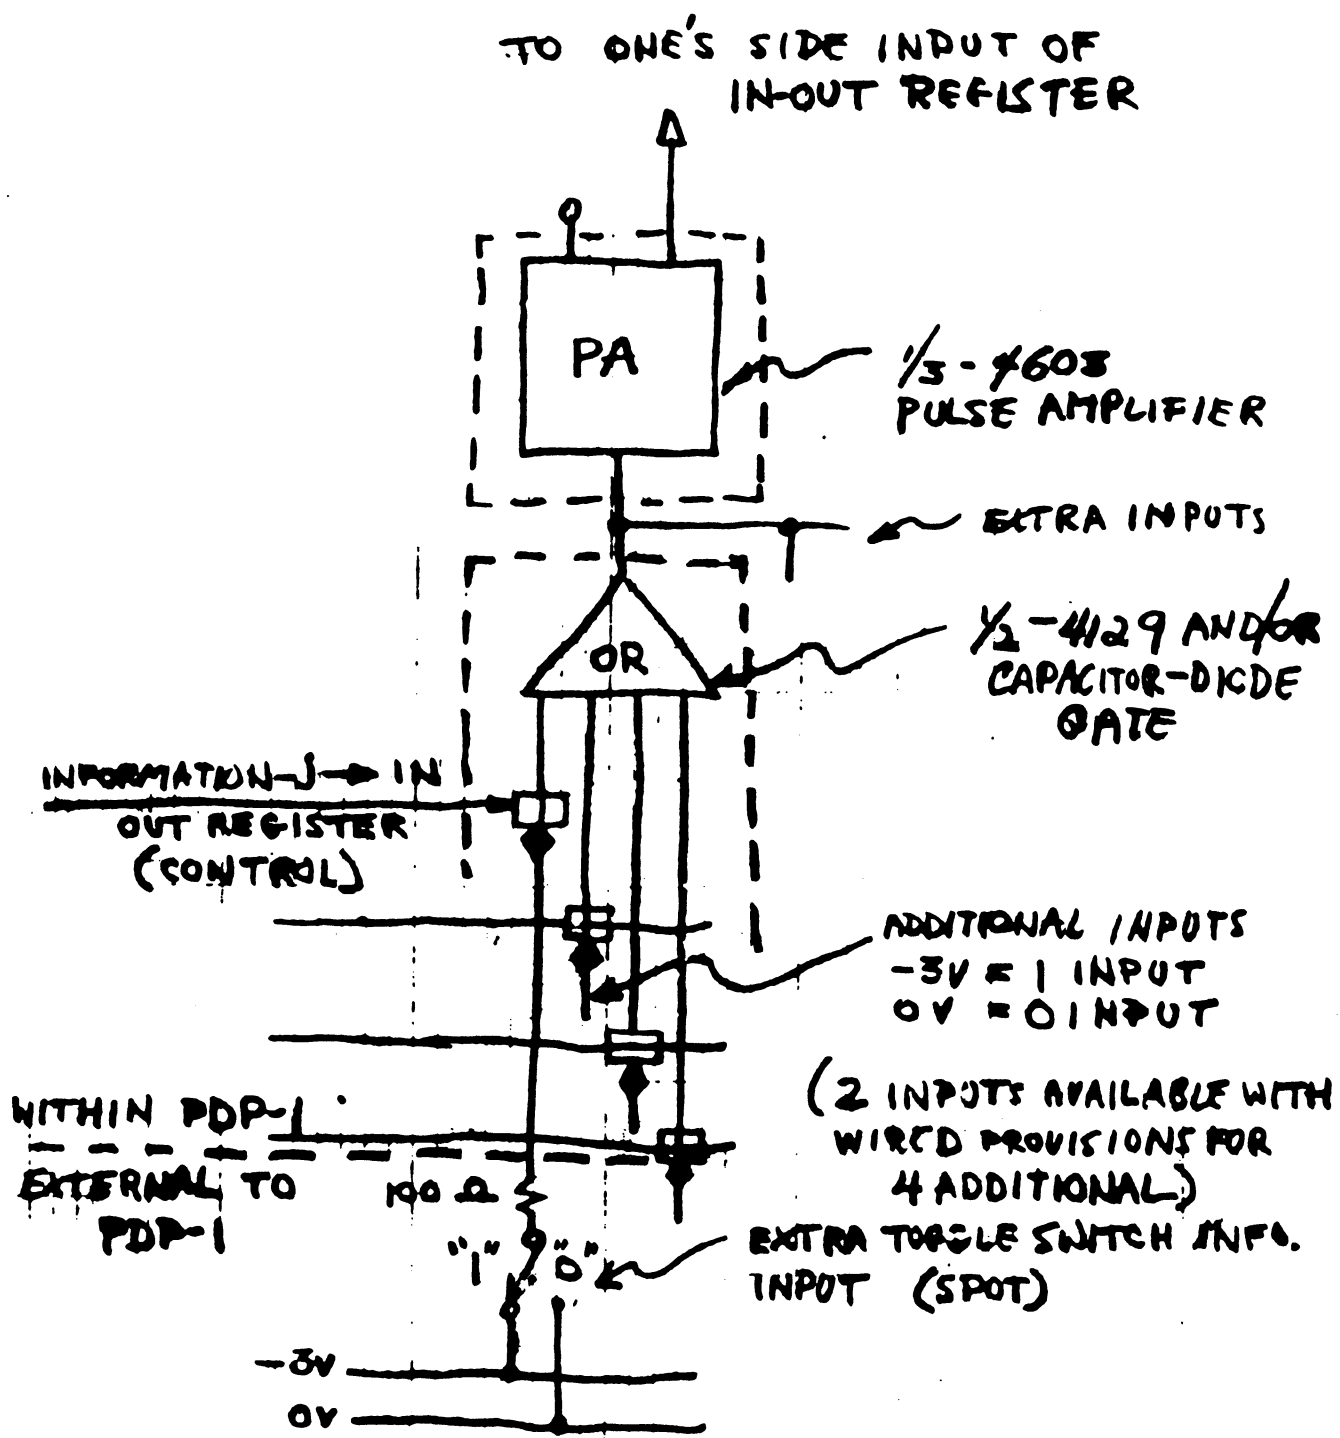 TO ONE'S SIDE INPUT OF
IN-OUT REGISTER
PA
1/3 - 4603
PULSE AMPLIFIER
EXTRA INPUTS
OR
1/2 - 4129 AND/OR
CAPACITOR-DIODE
GATE
INFORMATION-J → IN
OUT REGISTER
(CONTROL)
ADDITIONAL INPUTS
-3V = 1 INPUT
0V = 0 INPUT
(2 INPUTS AVAILABLE WITH
WIRED PROVISIONS FOR
4 ADDITIONAL)
WITHIN PDP-1
EXTERNAL TO
PDP-1
100 Ω
"1" "0"
EXTRA TOGGLE SWITCH INFO.
INPUT (SPDT)
-3V
0V